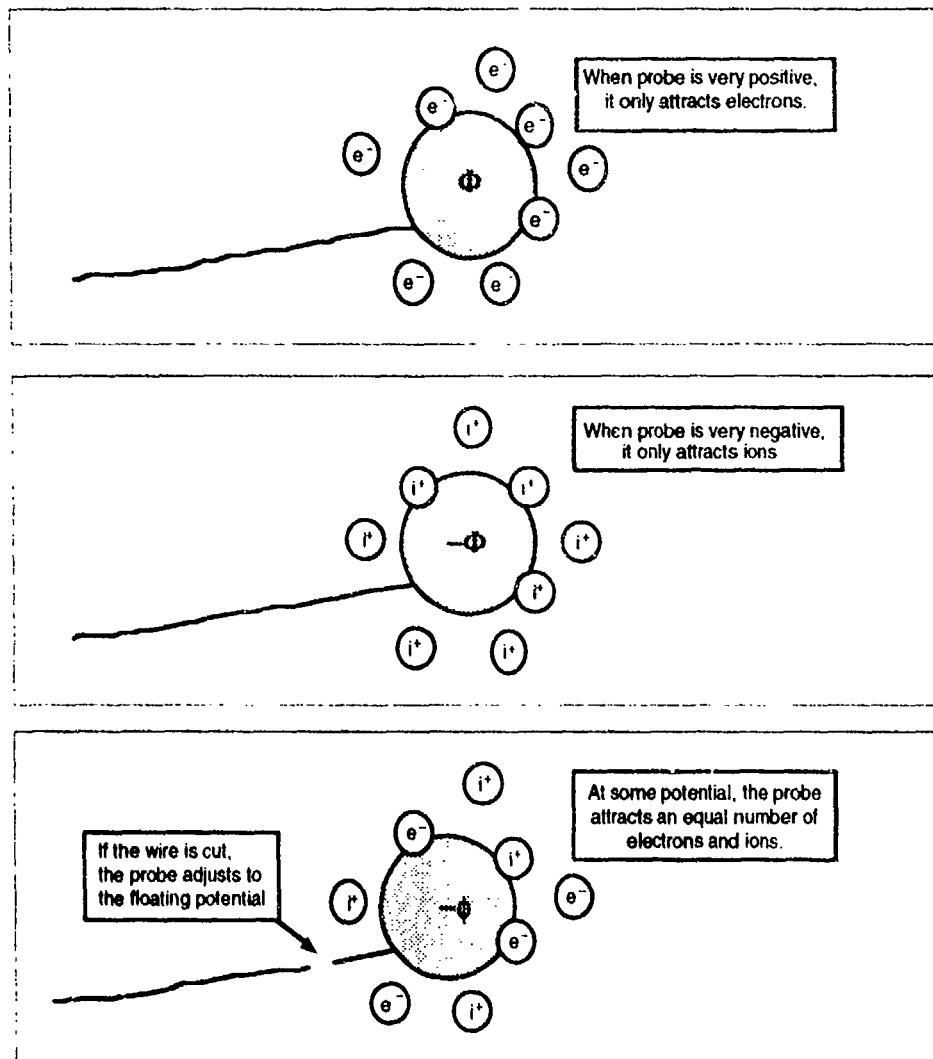 When probe is very positive,
it only attracts electrons.
e⁻
e⁻
e⁻
e⁻
e⁻
Φ
e⁻
e⁻
e⁻
When probe is very negative,
it only attracts ions
i⁺
i⁺
i⁺
i⁺
—Φ
i⁺
i⁺
i⁺
i⁺
At some potential, the probe
attracts an equal number of
electrons and ions.
If the wire is cut,
the probe adjusts to
the floating potential
i⁺
e⁻
i⁺
i⁺
—ϕ
e⁻
e⁻
e⁻
i⁺